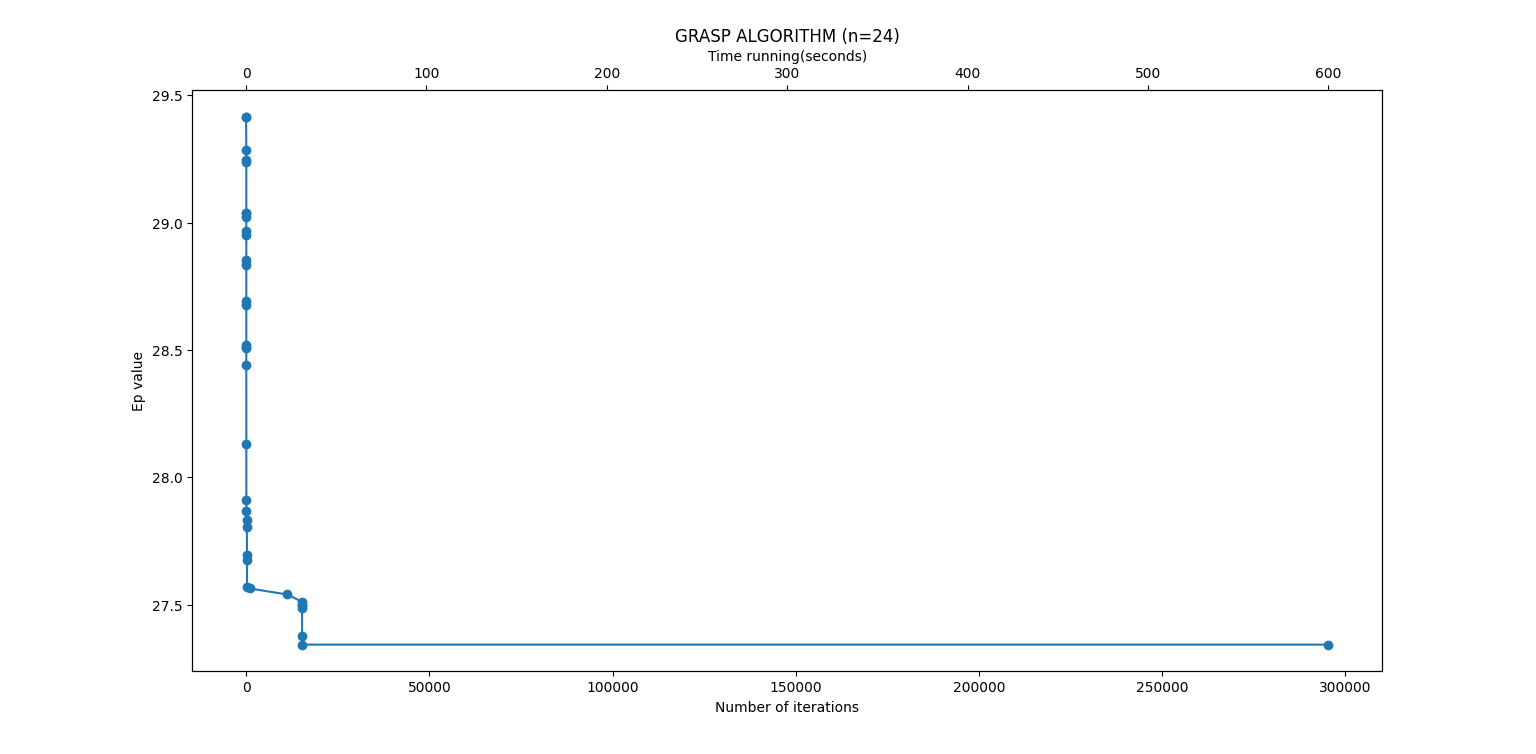 GRASP ALGORITHM (n=24)
Time running(seconds)
0 100 200 300 400 500 600
29.5
29.0
28.5
28.0
27.5
Ep value
0 50000 100000 150000 200000 250000 300000
Number of iterations